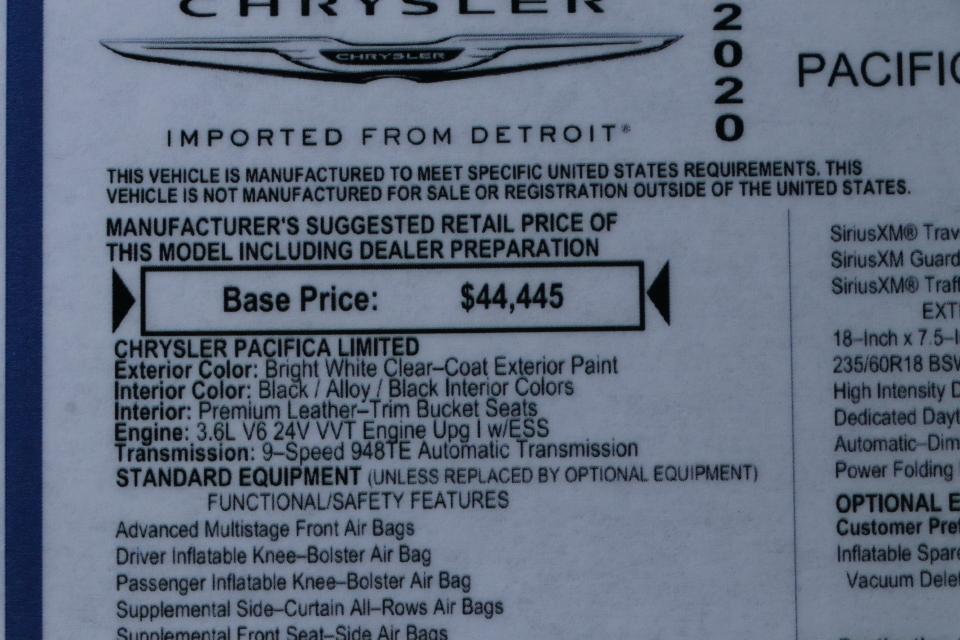 CHRYSLER
CHRYSLER
IMPORTED FROM DETROIT®
2
0
2
0
THIS VEHICLE IS MANUFACTURED TO MEET SPECIFIC UNITED STATES REQUIREMENTS. THIS
VEHICLE IS NOT MANUFACTURED FOR SALE OR REGISTRATION OUTSIDE OF THE UNITED STATES.
MANUFACTURER'S SUGGESTED RETAIL PRICE OF
THIS MODEL INCLUDING DEALER PREPARATION
Base Price: $44,445
CHRYSLER PACIFICA LIMITED
Exterior Color: Bright White Clear–Coat Exterior Paint
Interior Color: Black / Alloy / Black Interior Colors
Interior: Premium Leather–Trim Bucket Seats
Engine: 3.6L V6 24V VVT Engine Upg I w/ESS
Transmission: 9–Speed 948TE Automatic Transmission
STANDARD EQUIPMENT (UNLESS REPLACED BY OPTIONAL EQUIPMENT)
FUNCTIONAL/SAFETY FEATURES
Advanced Multistage Front Air Bags
Driver Inflatable Knee–Bolster Air Bag
Passenger Inflatable Knee–Bolster Air Bag
Supplemental Side–Curtain All–Rows Air Bags
Supplemental Front Seat–Side Air Bags
PACIFIC
SiriusXM® Trav
SiriusXM Guard
SiriusXM® Traff
EXT
18–Inch x 7.5–I
235/60R18 BSW
High Intensity D
Dedicated Dayt
Automatic–Dim
Power Folding
OPTIONAL E
Customer Pref
Inflatable Spare
Vacuum Delet